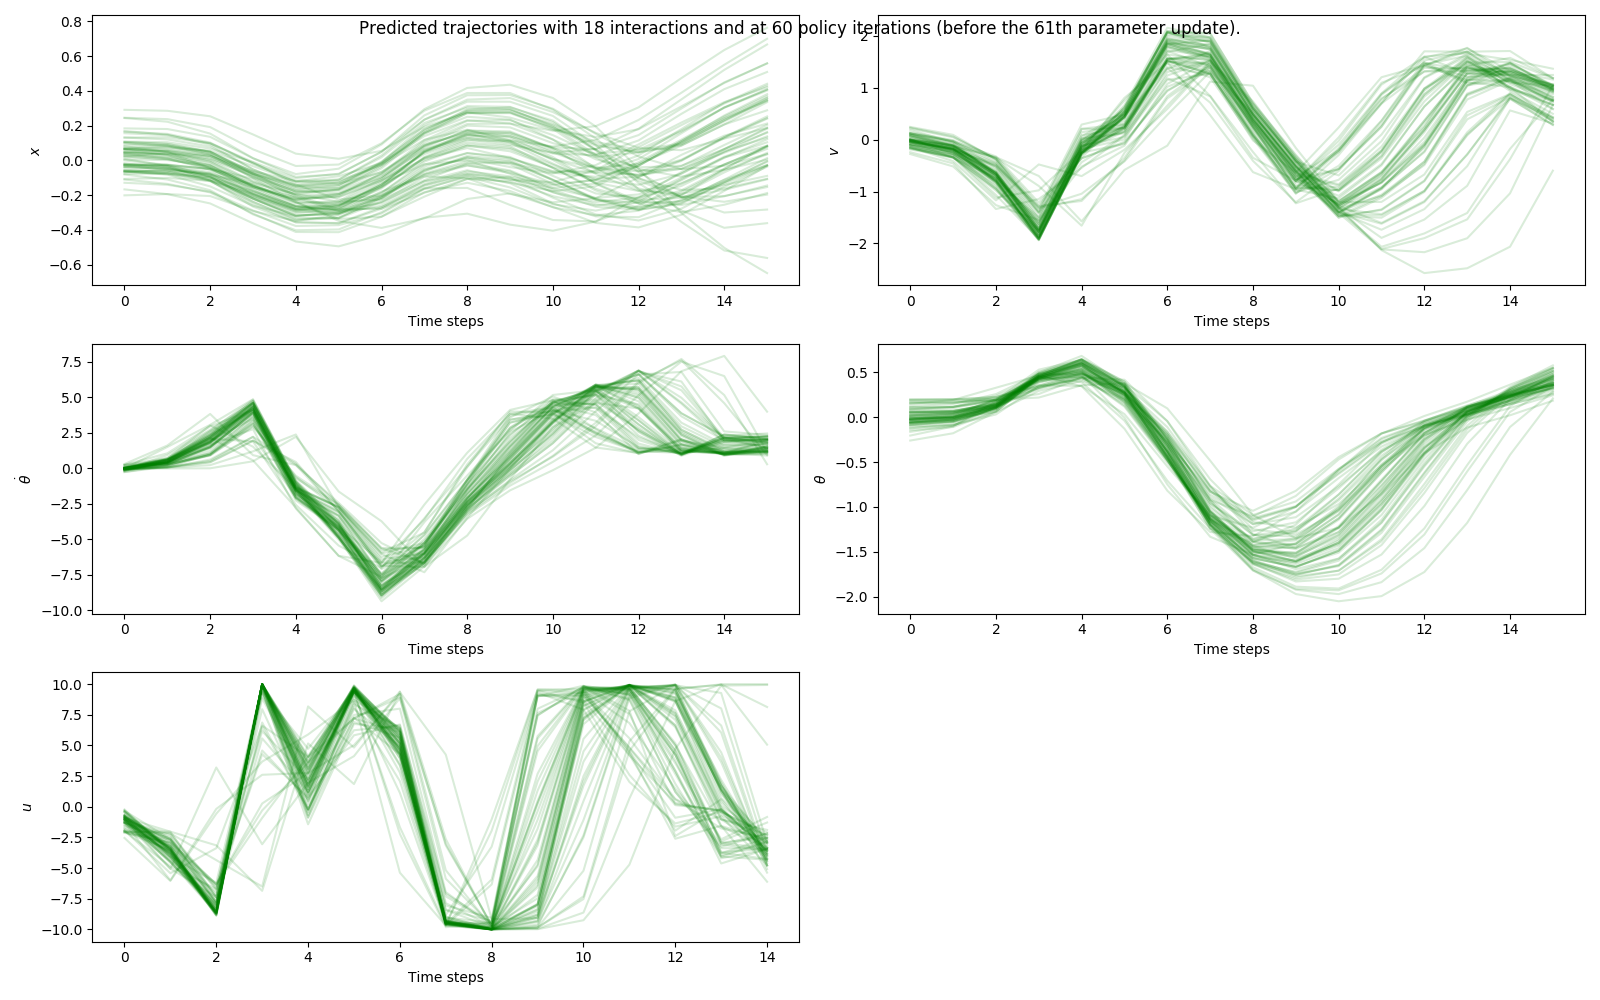 Predicted trajectories with 18 interactions and at 60 policy iterations (before the 61th parameter update).
0.8
0.6
0.4
0.2
0.0
−0.2
−0.4
−0.6
x
0 2 4 6 8 10 12 14
Time steps
2
1
0
−1
−2
v
0 2 4 6 8 10 12 14
Time steps
7.5
5.0
2.5
0.0
−2.5
−5.0
−7.5
−10.0
θ̇
0 2 4 6 8 10 12 14
Time steps
0.5
0.0
−0.5
−1.0
−1.5
−2.0
θ
0 2 4 6 8 10 12 14
Time steps
10.0
7.5
5.0
2.5
0.0
−2.5
−5.0
−7.5
−10.0
u
0 2 4 6 8 10 12 14
Time steps